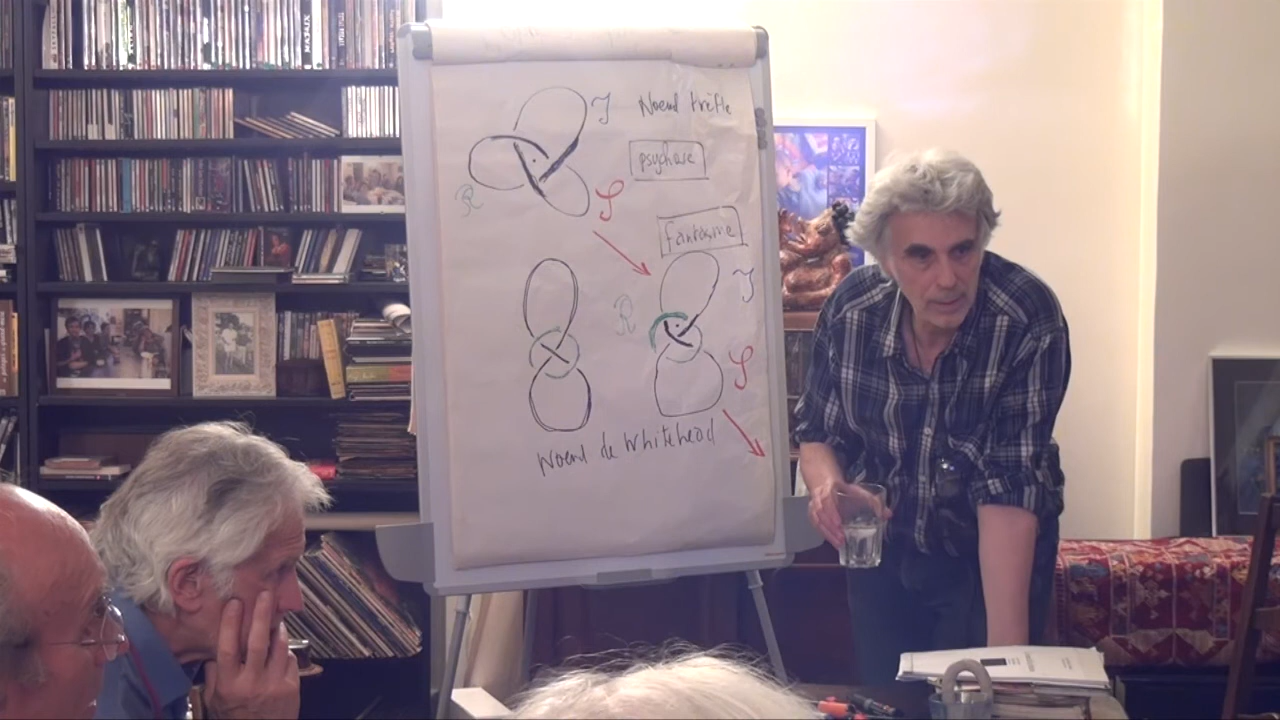 J Noeud trèfle
psychose
R
S
fantasme
J
R
S
Noeud de Whitehead